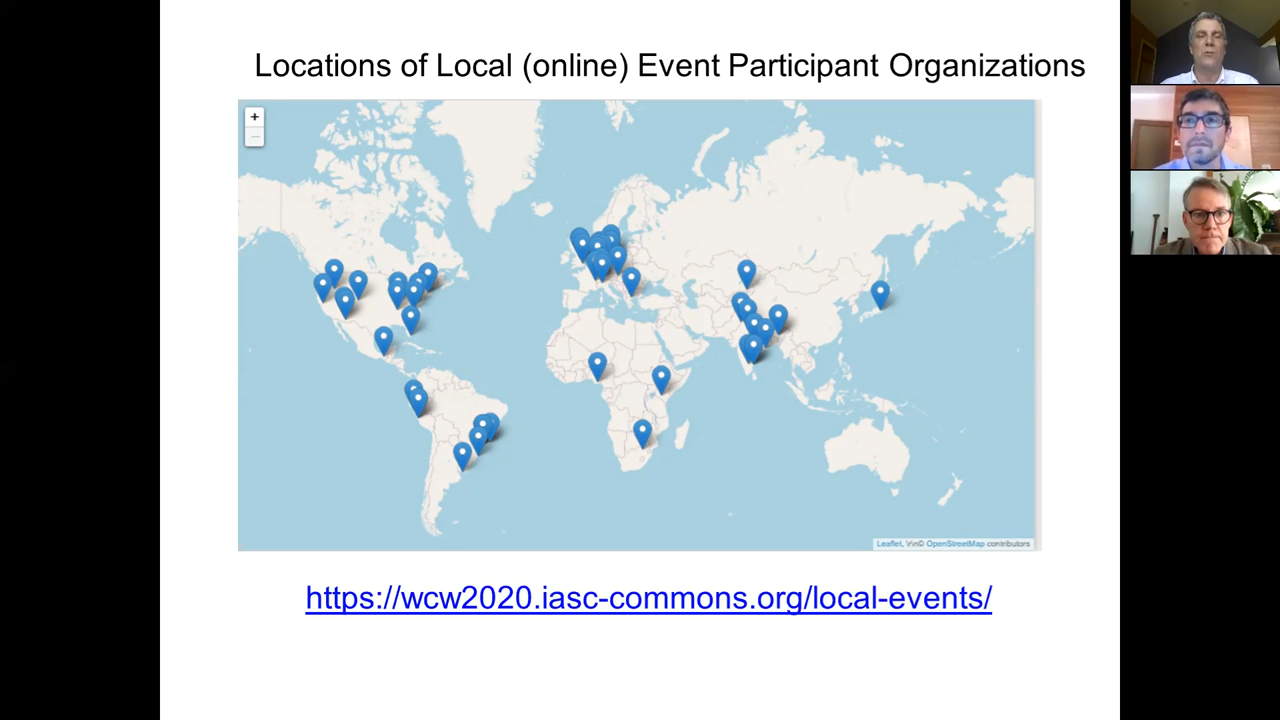 Locations of Local (online) Event Participant Organizations
+
−
Leaflet, \r\n© OpenStreetMap contributors
https://wcw2020.iasc-commons.org/local-events/